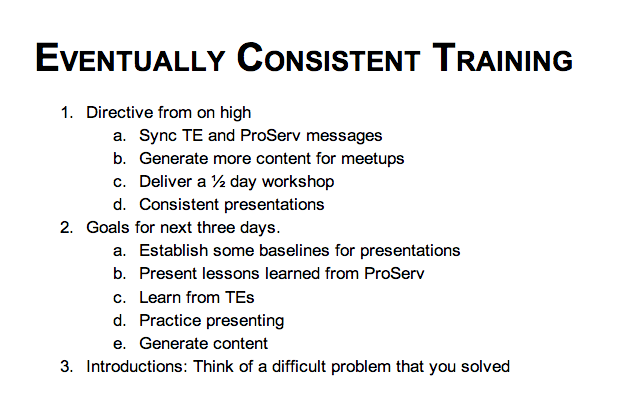 EVENTUALLY CONSISTENT TRAINING
1. Directive from on high
a. Sync TE and ProServ messages
b. Generate more content for meetups
c. Deliver a ½ day workshop
d. Consistent presentations
2. Goals for next three days.
a. Establish some baselines for presentations
b. Present lessons learned from ProServ
c. Learn from TEs
d. Practice presenting
e. Generate content
3. Introductions: Think of a difficult problem that you solved